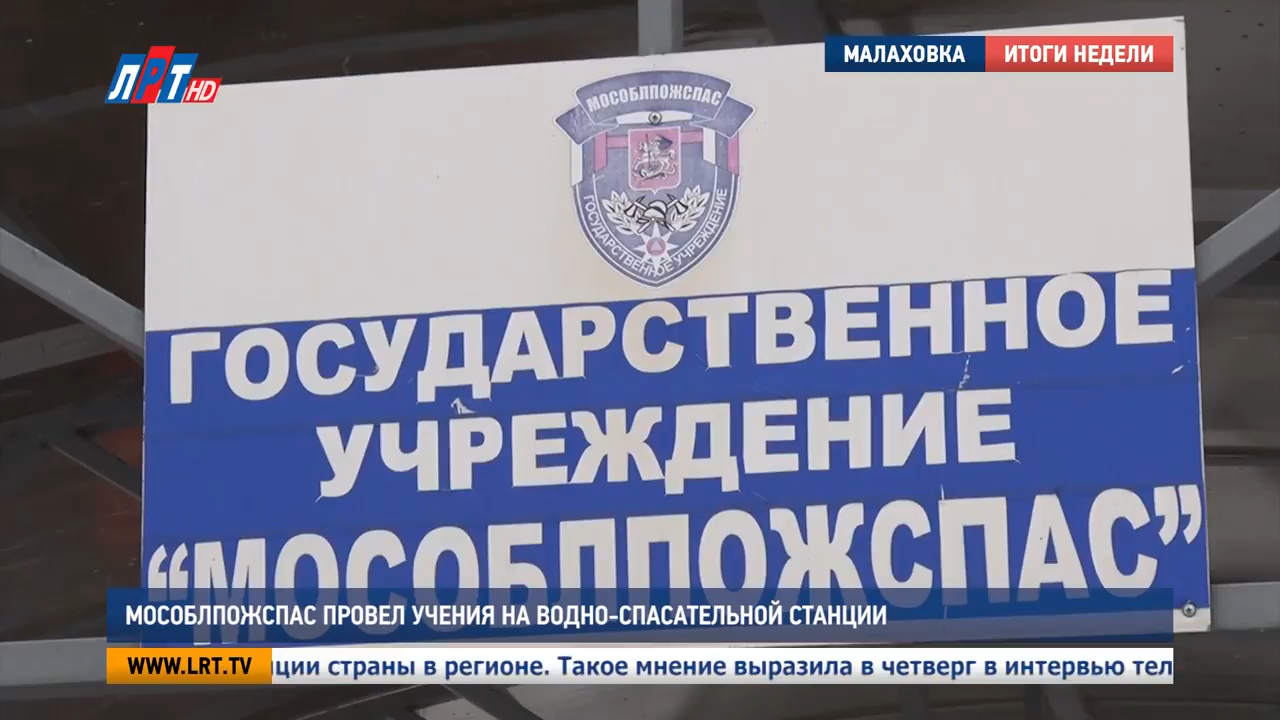 ЛРТ HD
МАЛАХОВКА
ИТОГИ НЕДЕЛИ
МОСОБЛПОЖСПАС
ГОСУДАРСТВЕННОЕ УЧРЕЖДЕНИЕ
ГОСУДАРСТВЕННОЕ
УЧРЕЖДЕНИЕ
“МОСОБЛПОЖСПАС”
МОСОБЛПОЖСПАС ПРОВЕЛ УЧЕНИЯ НА ВОДНО-СПАСАТЕЛЬНОЙ СТАНЦИИ
WWW.LRT.TV
ции страны в регионе. Такое мнение выразила в четверг в интервью тел